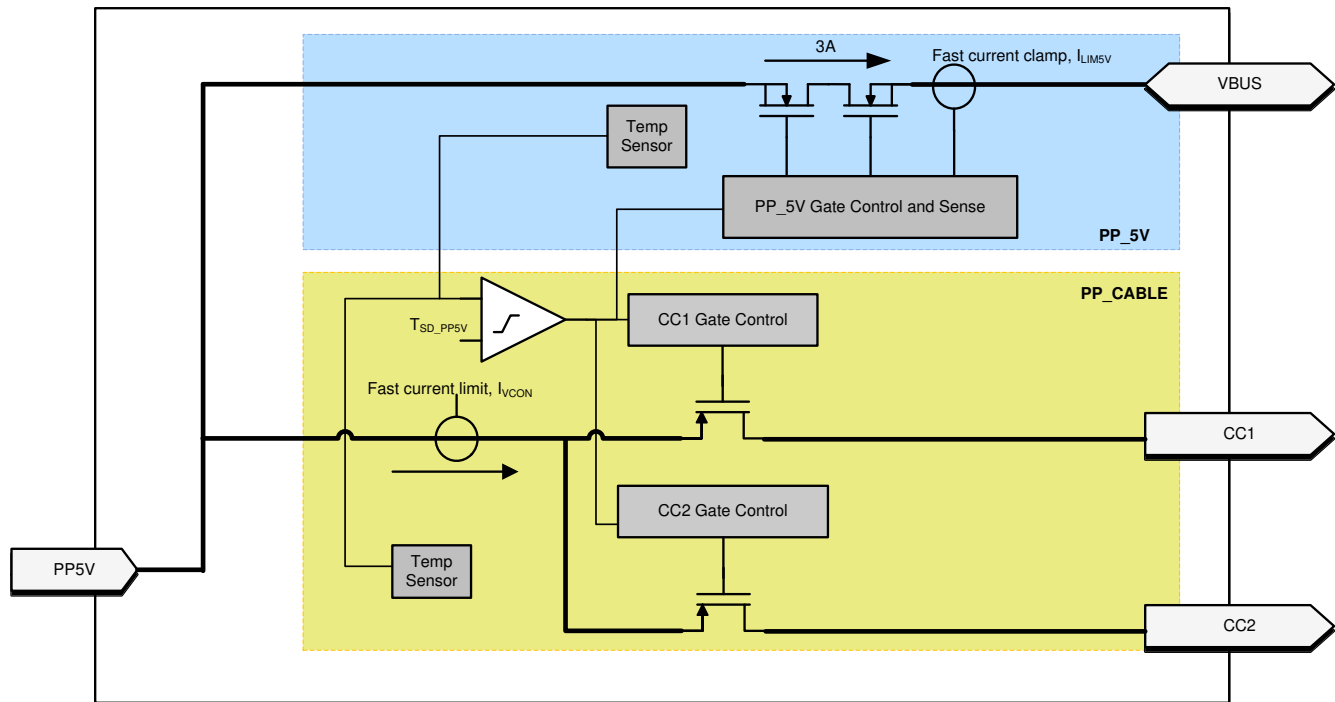 3A
Fast current clamp, ILIM5V
VBUS
Temp
Sensor
PP_5V Gate Control and Sense
PP_5V
PP_CABLE
CC1 Gate Control
TSD_PP5V
Fast current limit, IVCON
CC1
CC2 Gate Control
Temp
Sensor
PP5V
CC2